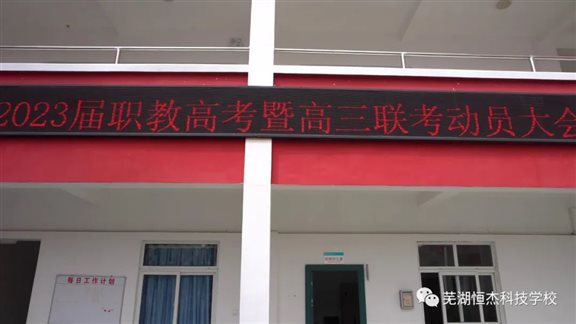 2023届职教高考暨高三联考动员大会
每日工作计划
芜湖恒杰科技学校